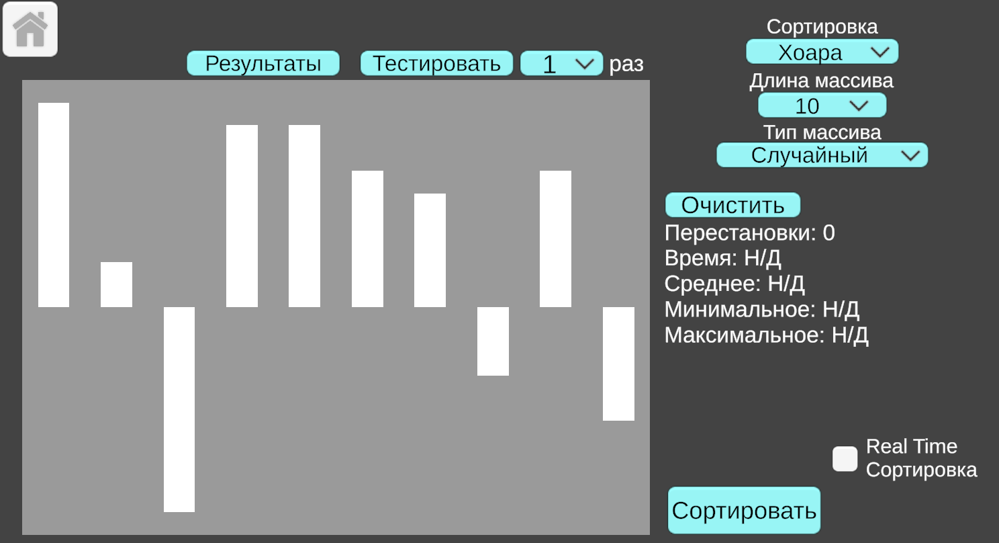 Результаты
Тестировать
1
раз
Сортировка
Хоара
Длина массива
10
Тип массива
Случайный
Очистить
Перестановки: 0
Время: Н/Д
Среднее: Н/Д
Минимальное: Н/Д
Максимальное: Н/Д
Real Time
Сортировка
Сортировать